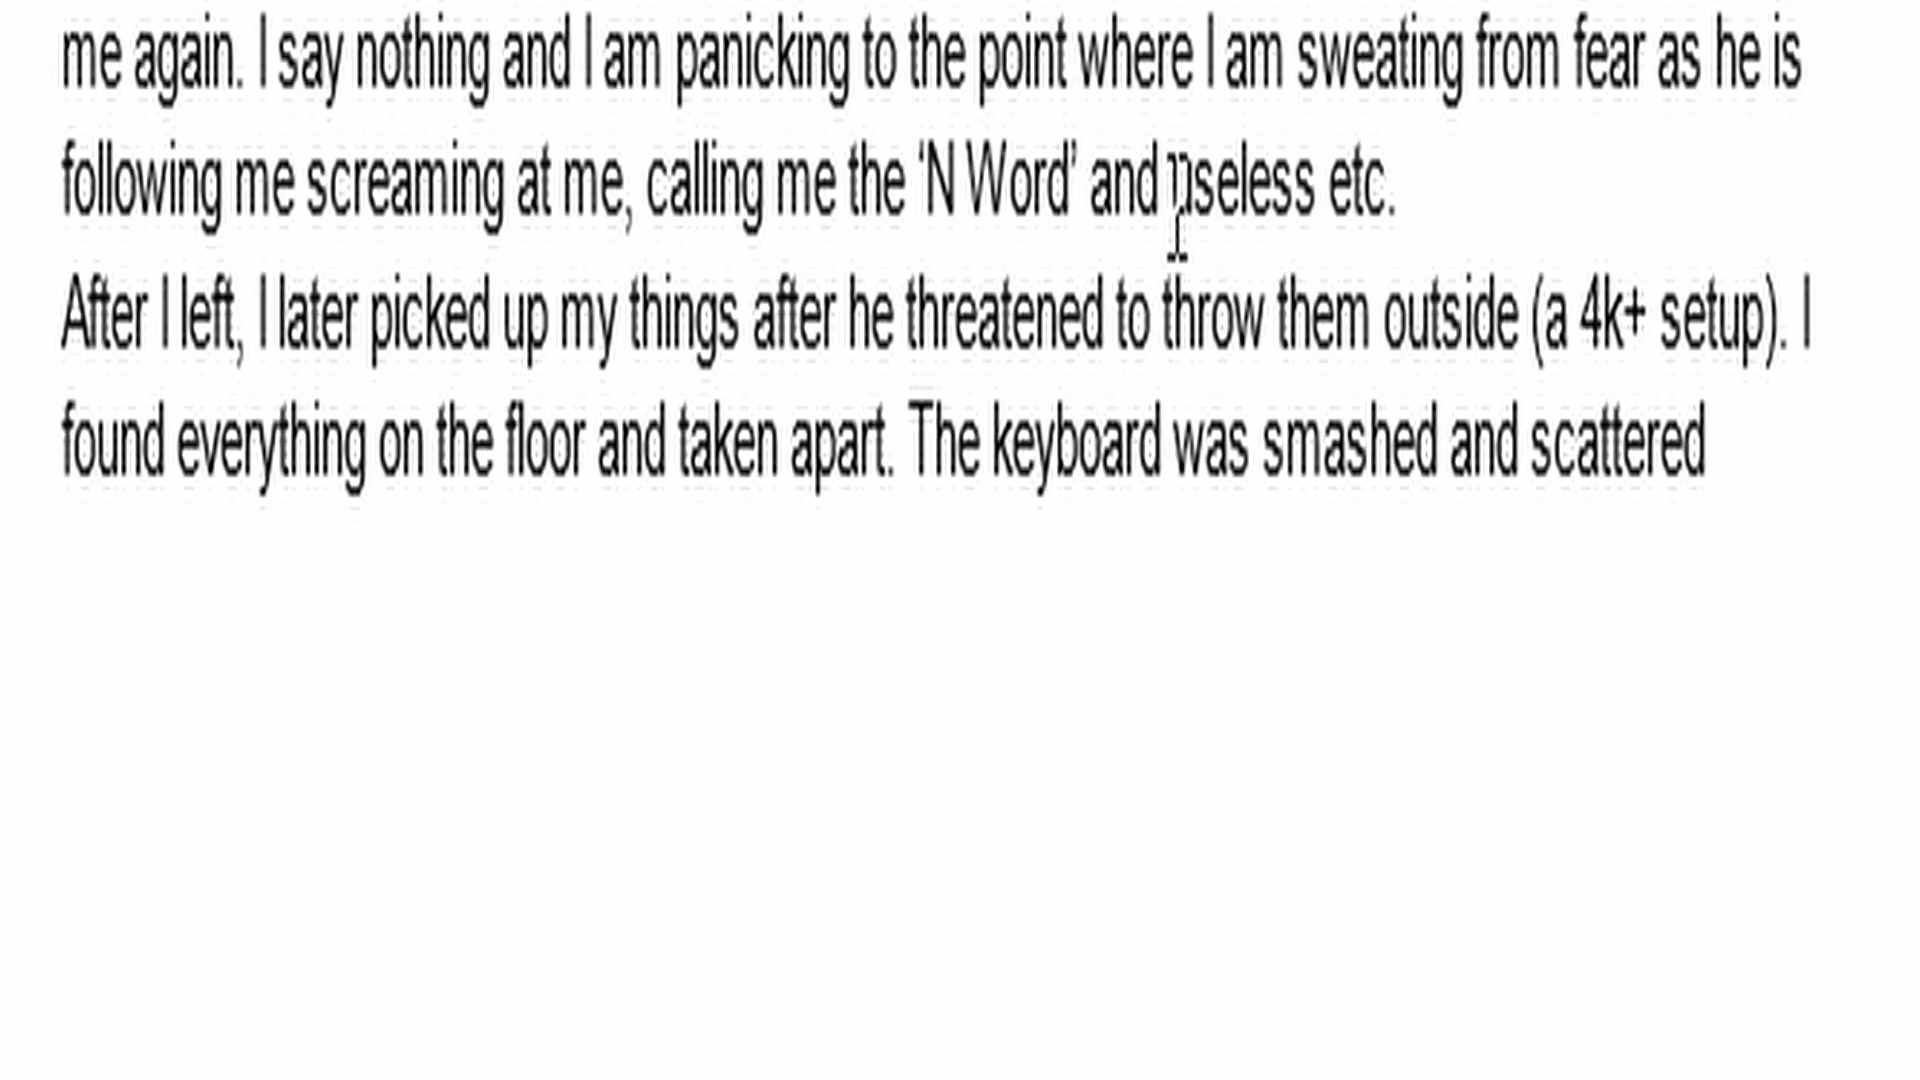 me again. I say nothing and I am panicking to the point where I am sweating from fear as he is
following me screaming at me, calling me the ‘N Word’ and useless etc.
After I left, I later picked up my things after he threatened to throw them outside (a 4k+ setup). I
found everything on the floor and taken apart. The keyboard was smashed and scattered